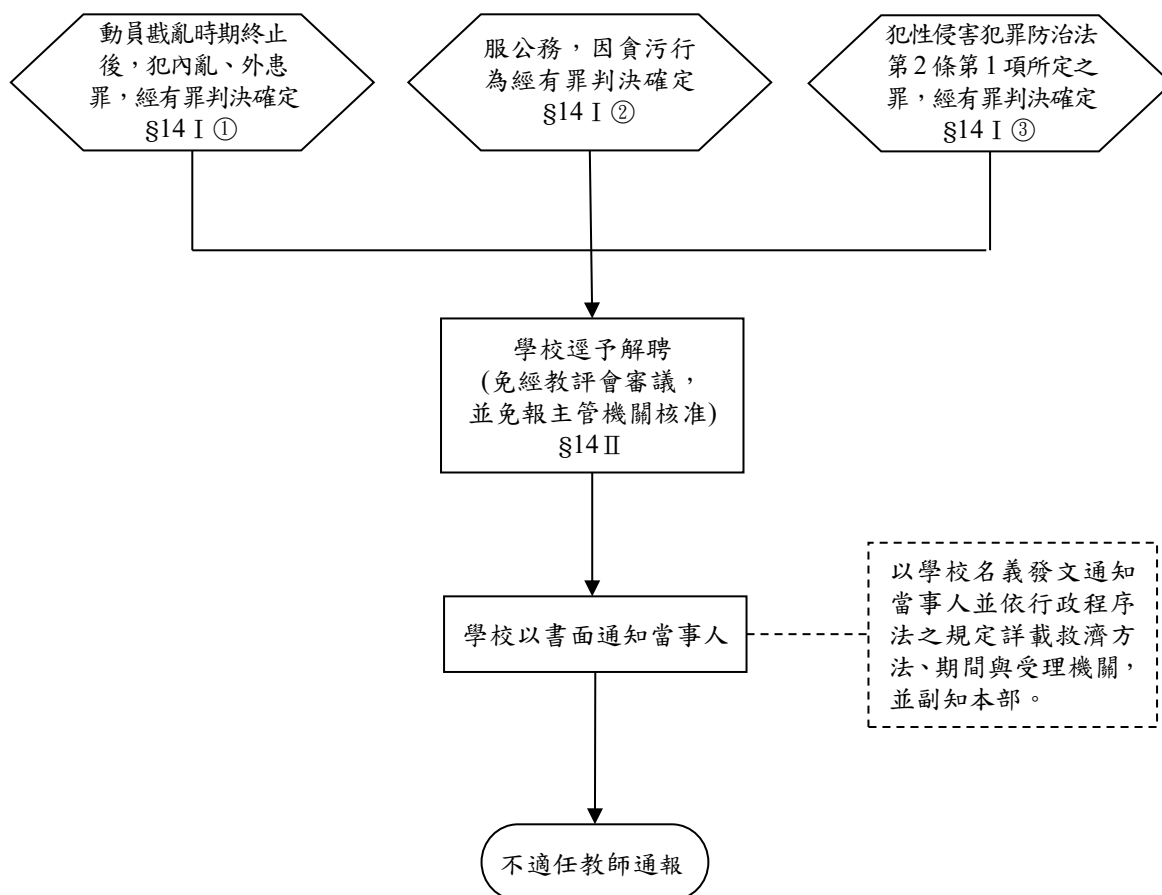 動員戡亂時期終止
後，犯內亂、外患
罪，經有罪判決確定
§14 I ①
服公務，因貪污行
為經有罪判決確定
§14 I ②
犯性侵害犯罪防治法
第2條第1項所定之
罪，經有罪判決確定
§14 I ③
學校逕予解聘
(免經教評會審議，
並免報主管機關核准)
§14Ⅱ
學校以書面通知當事人
以學校名義發文通知
當事人並依行政程序
法之規定詳載救濟方
法、期間與受理機關，
並副知本部。
不適任教師通報